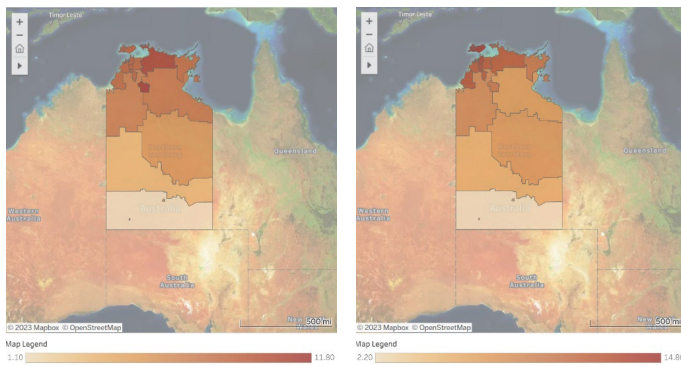 Timor-Leste
Queensland
Western
Australia
South
Australia
500 mi
© 2023 Mapbox © OpenStreetMap
Map Legend
1.10 11.80
Timor-Leste
Queensland
Western
Australia
South
Australia
500 mi
© 2023 Mapbox © OpenStreetMap
Map Legend
2.20 14.80